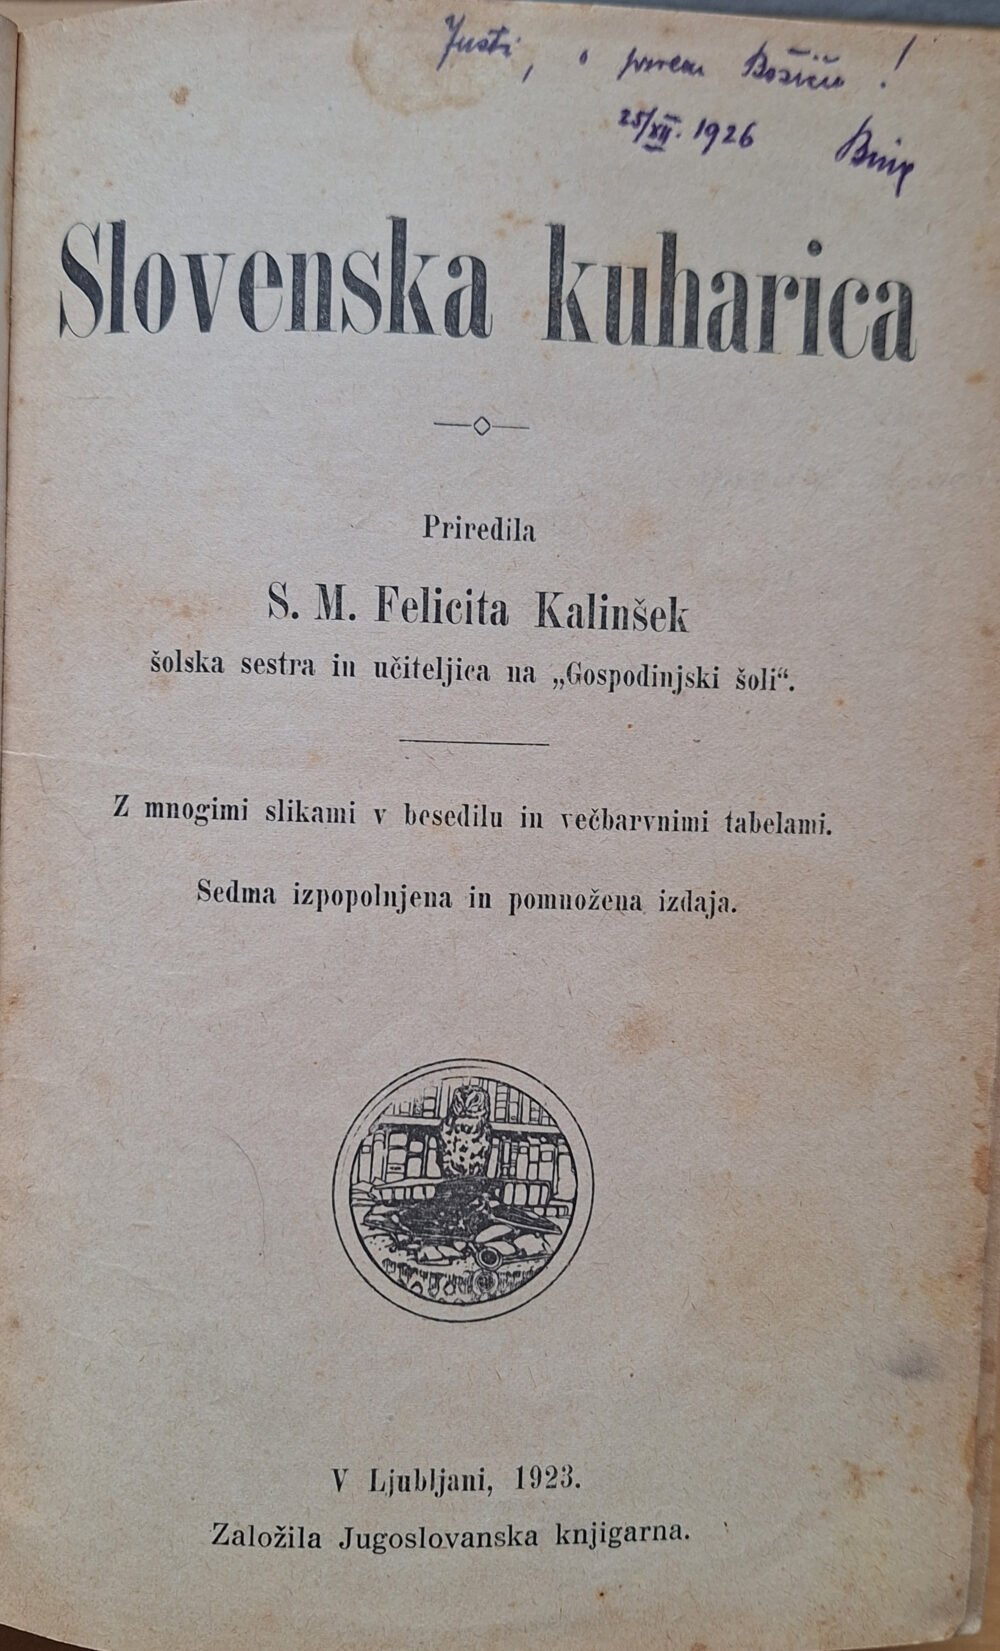 Justi, o prvem Božiču!
25/XII. 1926
Slovenska kuharica
Priredila
S. M. Felicita Kalinšek
šolska sestra in učiteljica na „Gospodinjski šoli“.
Z mnogimi slikami v besedilu in večbarvnimi tabelami.
Sedma izpopolnjena in pomnožena izdaja.
V Ljubljani, 1923.
Založila Jugoslovanska knjigarna.